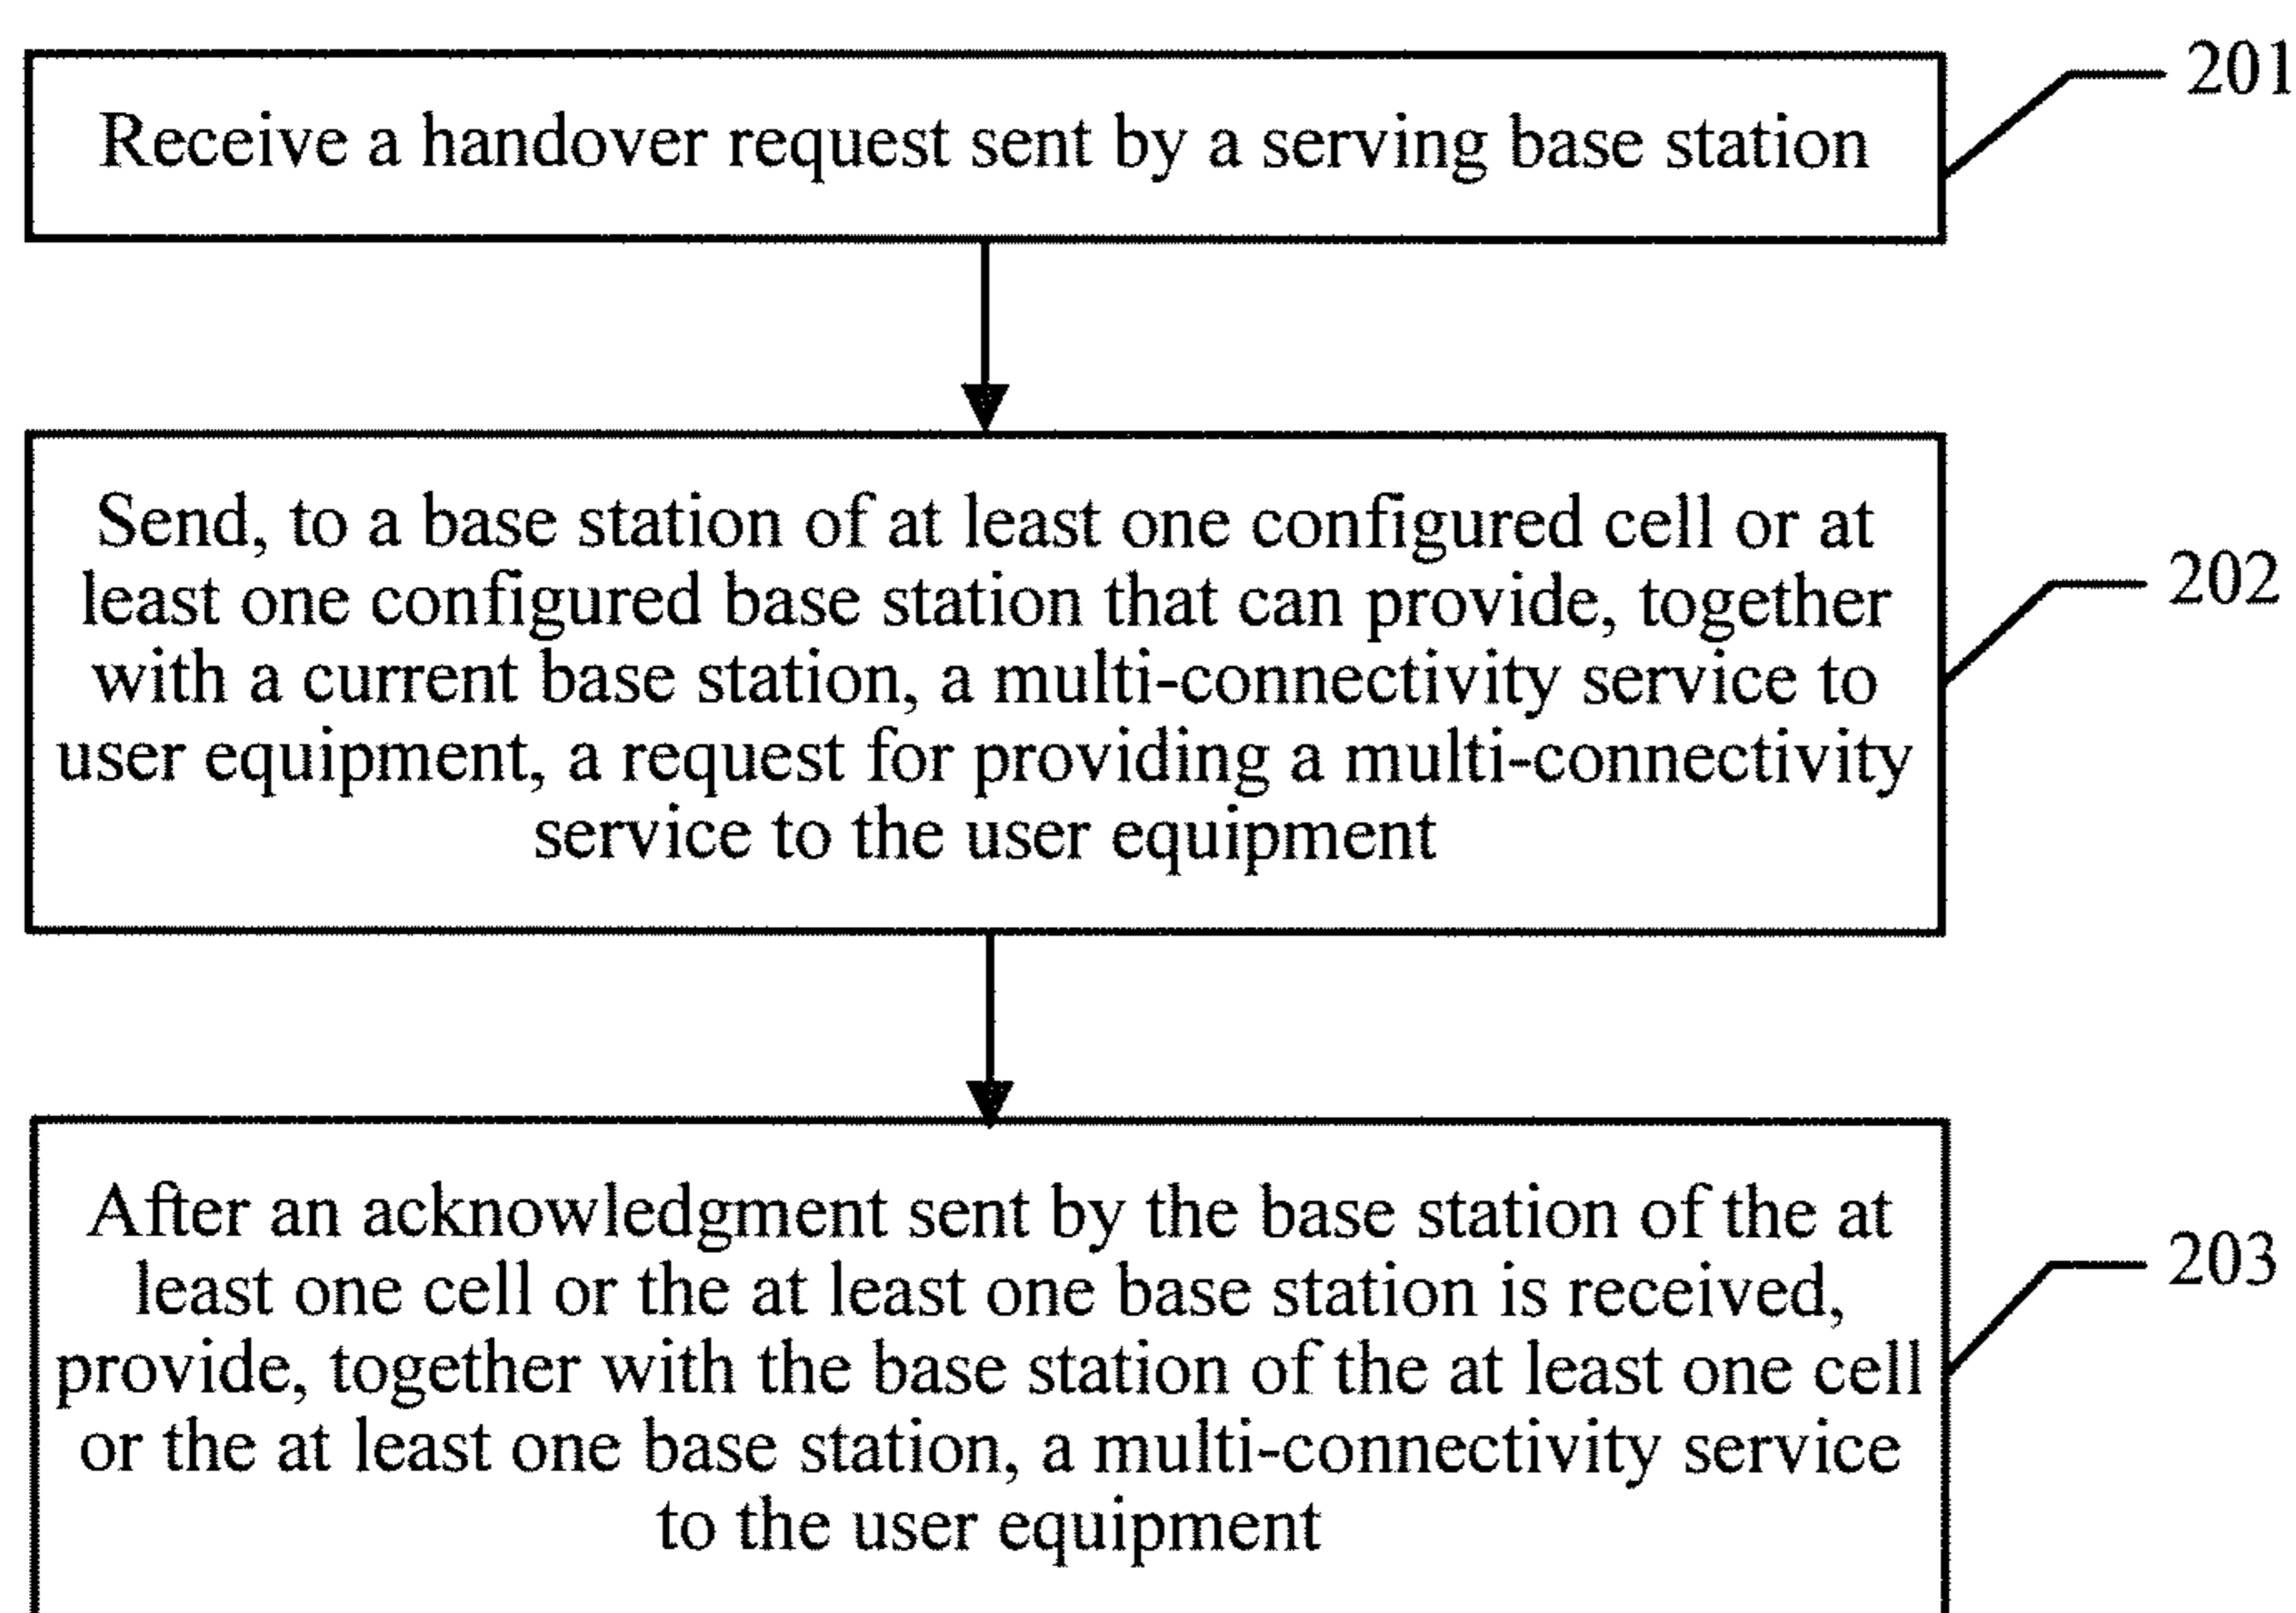 Receive a handover request sent by a serving base station
201
Send, to a base station of at least one configured cell or at
least one configured base station that can provide, together
with a current base station, a multi-connectivity service to
user equipment, a request for providing a multi-connectivity
service to the user equipment
202
After an acknowledgment sent by the base station of the at
least one cell or the at least one base station is received,
provide, together with the base station of the at least one cell
or the at least one base station, a multi-connectivity service
to the user equipment
203